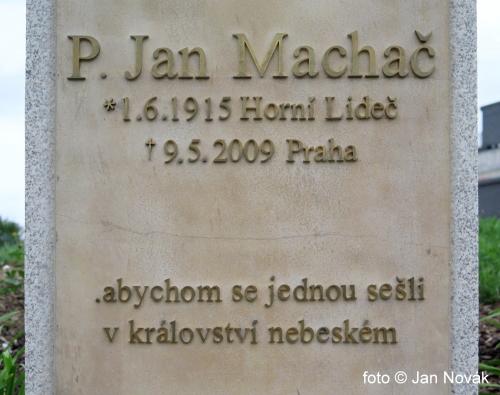 P. Jan Machač
*1.6.1915 Horní Lideč
†9.5.2009 Praha
.abychom se jednou sešli
v království nebeském
foto © Jan Novák